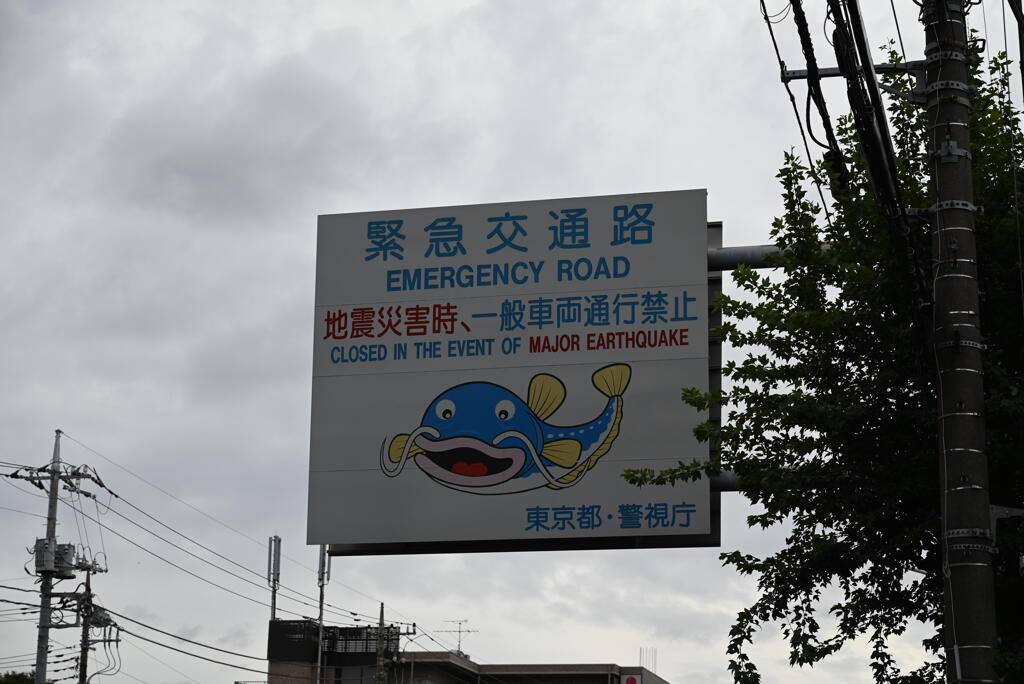 緊急交通路
EMERGENCY ROAD
地震災害時、一般車両通行禁止
CLOSED IN THE EVENT OF MAJOR EARTHQUAKE
東京都・警視庁